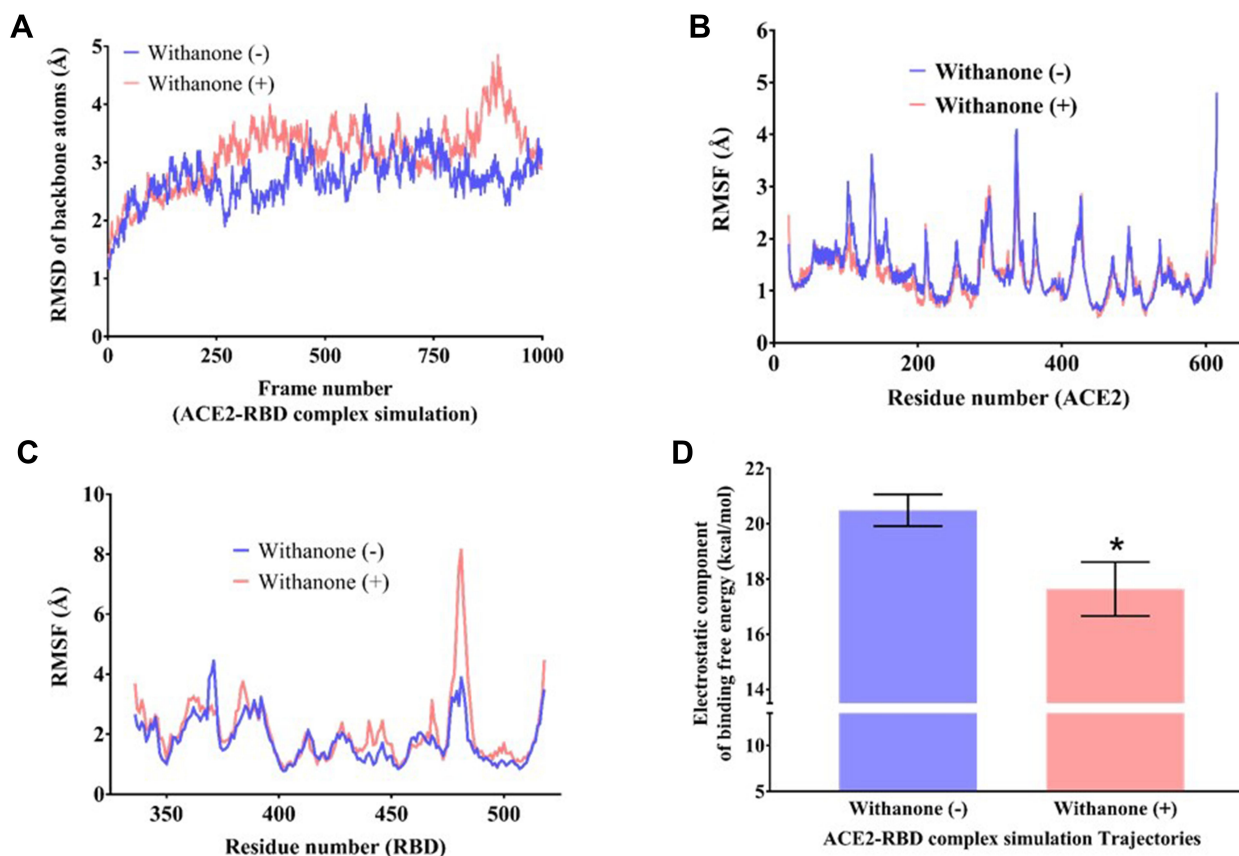 A
RMSD of backbone atoms (Å)
5
4
3
2
1
0
Withanone (-)
Withanone (+)
0
250
500
750
1000
Frame number
(ACE2-RBD complex simulation)
B
RMSF (Å)
6
5
4
3
2
1
0
Withanone (-)
Withanone (+)
0
200
400
600
Residue number (ACE2)
C
RMSF (Å)
10
8
6
4
2
0
Withanone (-)
Withanone (+)
350
400
450
500
Residue number (RBD)
D
Electrostatic component
of binding free energy (kcal/mol)
22
20
18
16
14
10
5
*
Withanone (-)
Withanone (+)
ACE2-RBD complex simulation Trajectories